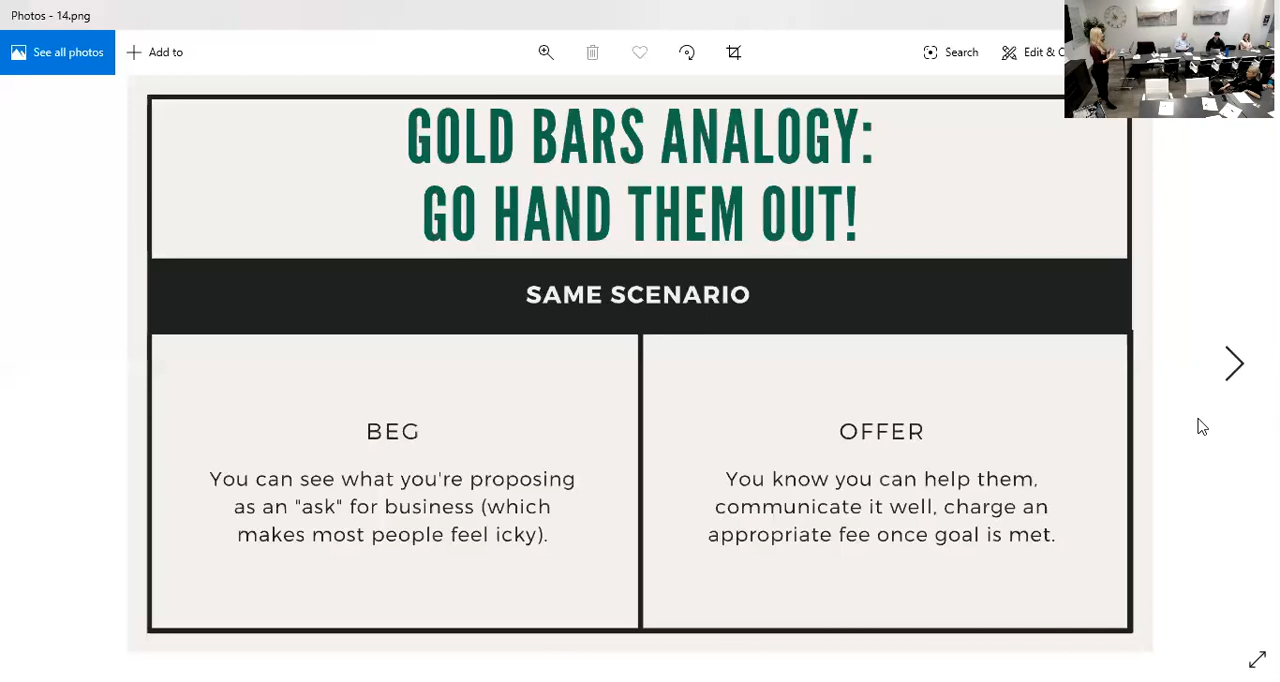 Photos - 14.png
See all photos
Add to
Search
Edit & C
GOLD BARS ANALOGY:
GO HAND THEM OUT!
SAME SCENARIO
BEG
You can see what you're proposing
as an "ask" for business (which
makes most people feel icky).
OFFER
You know you can help them,
communicate it well, charge an
appropriate fee once goal is met.